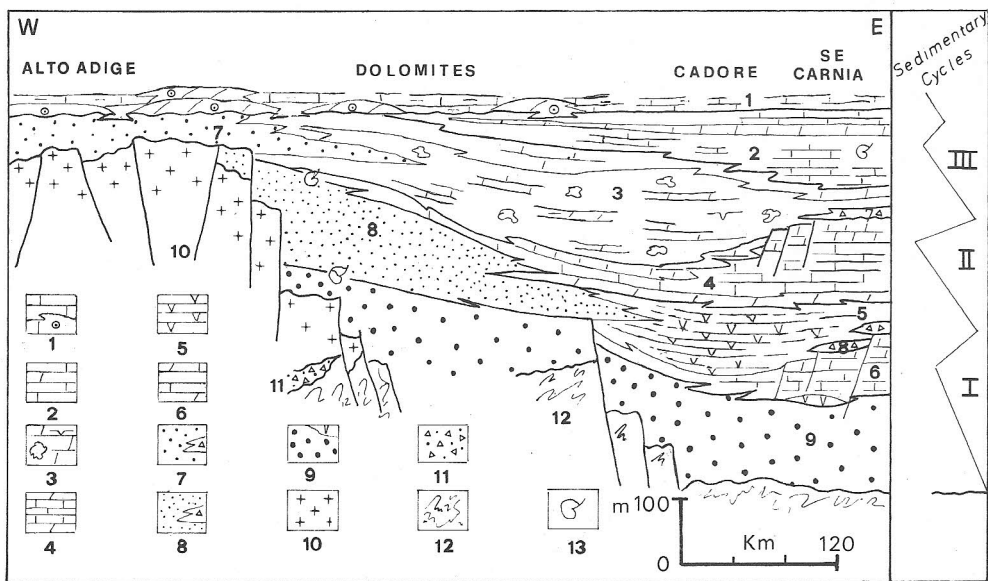 W E
ALTO ADIGE DOLOMITES CADORE SE CARNIA
Sedimentary Cycles
1
7
2
III
3
8
10
II
4
5
8
6
I
11
12
9
1 5
2 6
3 7 9 11
4 8 10 12 13
m 100
0
Km 120